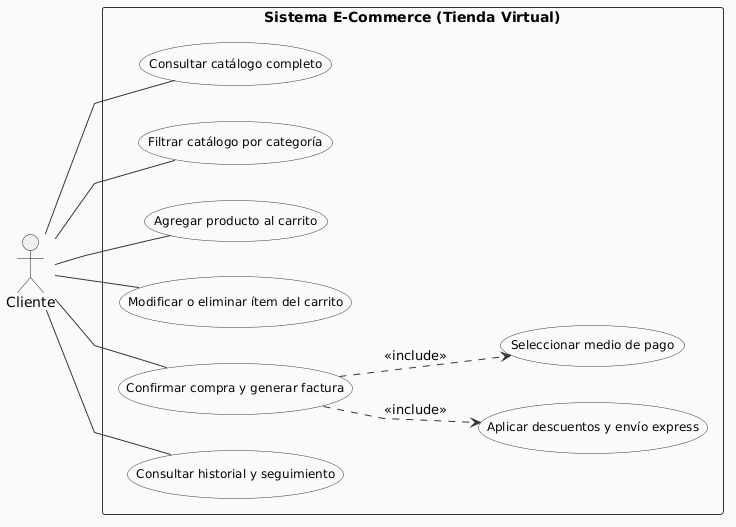 Sistema E-Commerce (Tienda Virtual)
Consultar catálogo completo
Filtrar catálogo por categoría
Agregar producto al carrito
Cliente
Modificar o eliminar ítem del carrito
«include»
Seleccionar medio de pago
Confirmar compra y generar factura
«include»
Aplicar descuentos y envío express
Consultar historial y seguimiento